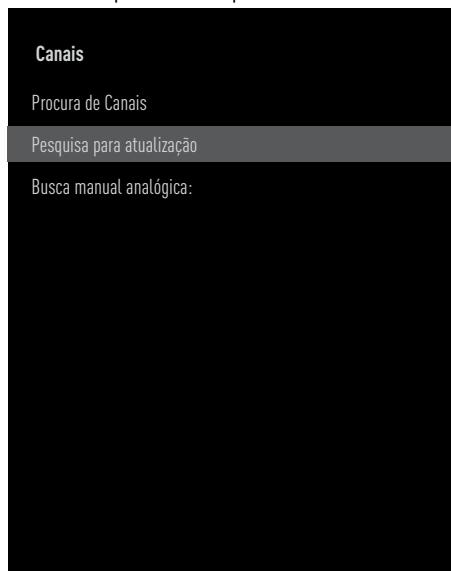 Canais
Procura de Canais
Pesquisa para atualização
Busca manual analógica: